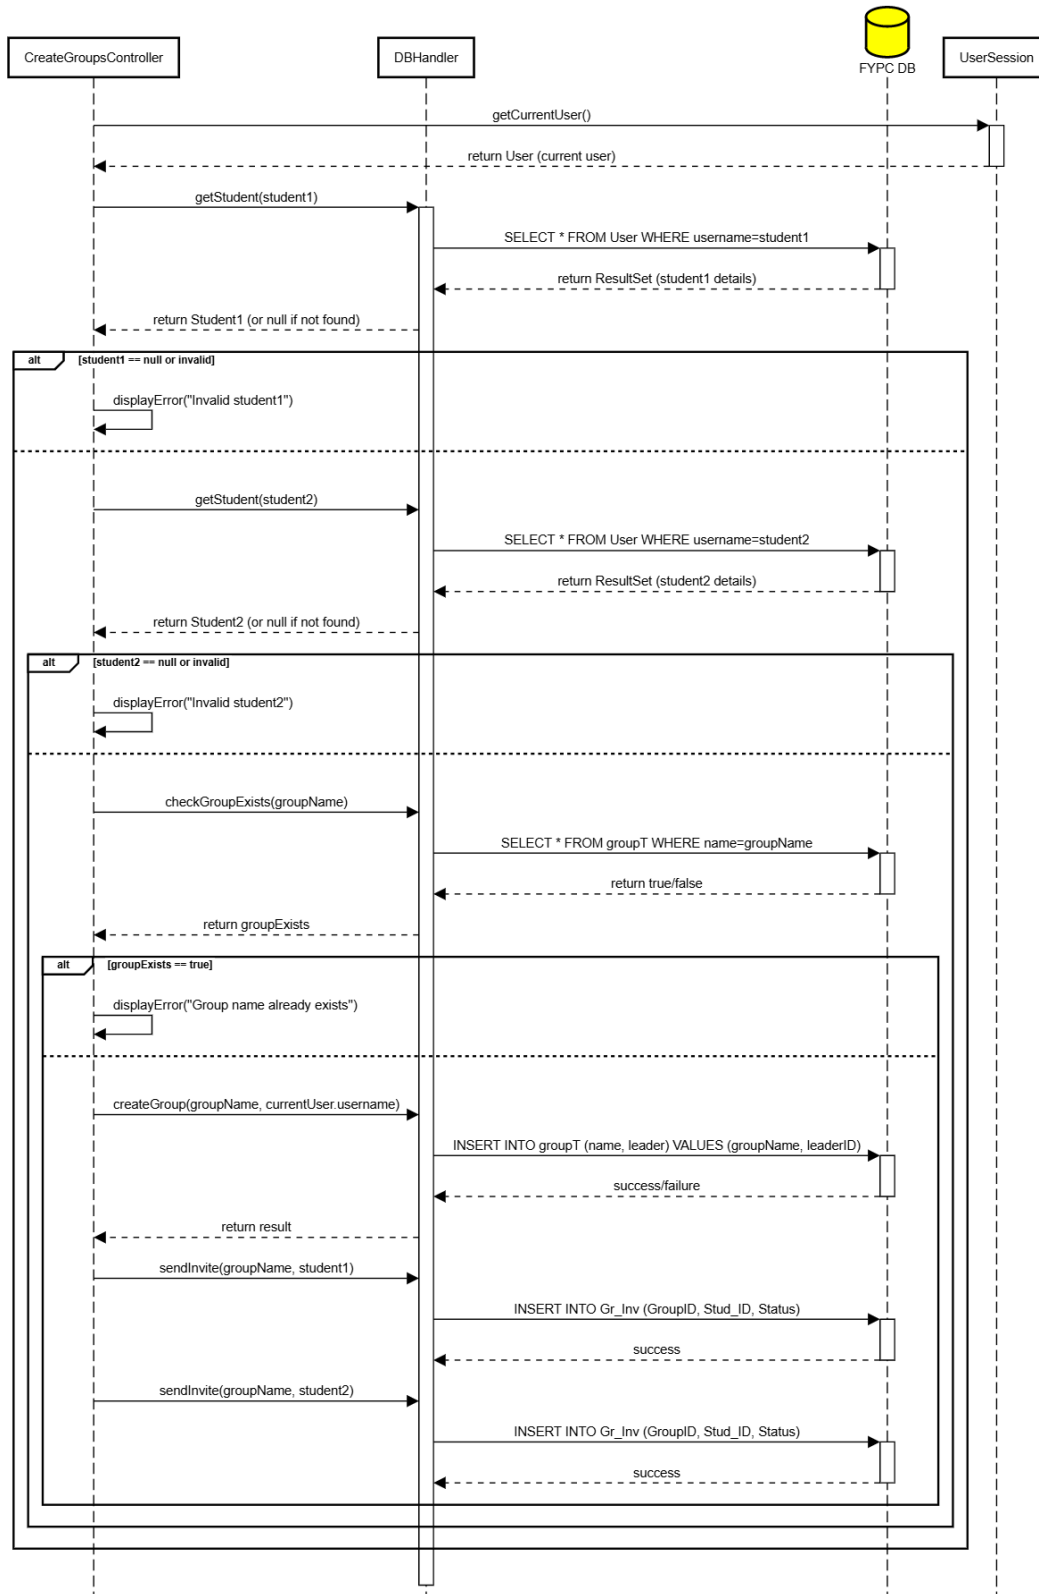 CreateGroupsController
DBHandler
FYPC DB
UserSession
getCurrentUser()
return User (current user)
getStudent(student1)
SELECT * FROM User WHERE username=student1
return ResultSet (student1 details)
return Student1 (or null if not found)
alt [student1 == null or invalid]
displayError("Invalid student1")
getStudent(student2)
SELECT * FROM User WHERE username=student2
return ResultSet (student2 details)
return Student2 (or null if not found)
alt [student2 == null or invalid]
displayError("Invalid student2")
checkGroupExists(groupName)
SELECT * FROM groupT WHERE name=groupName
return true/false
return groupExists
alt [groupExists == true]
displayError("Group name already exists")
createGroup(groupName, currentUser.username)
INSERT INTO groupT (name, leader) VALUES (groupName, leaderID)
success/failure
return result
sendInvite(groupName, student1)
INSERT INTO Gr_Inv (GroupID, Stud_ID, Status)
success
sendInvite(groupName, student2)
INSERT INTO Gr_Inv (GroupID, Stud_ID, Status)
success